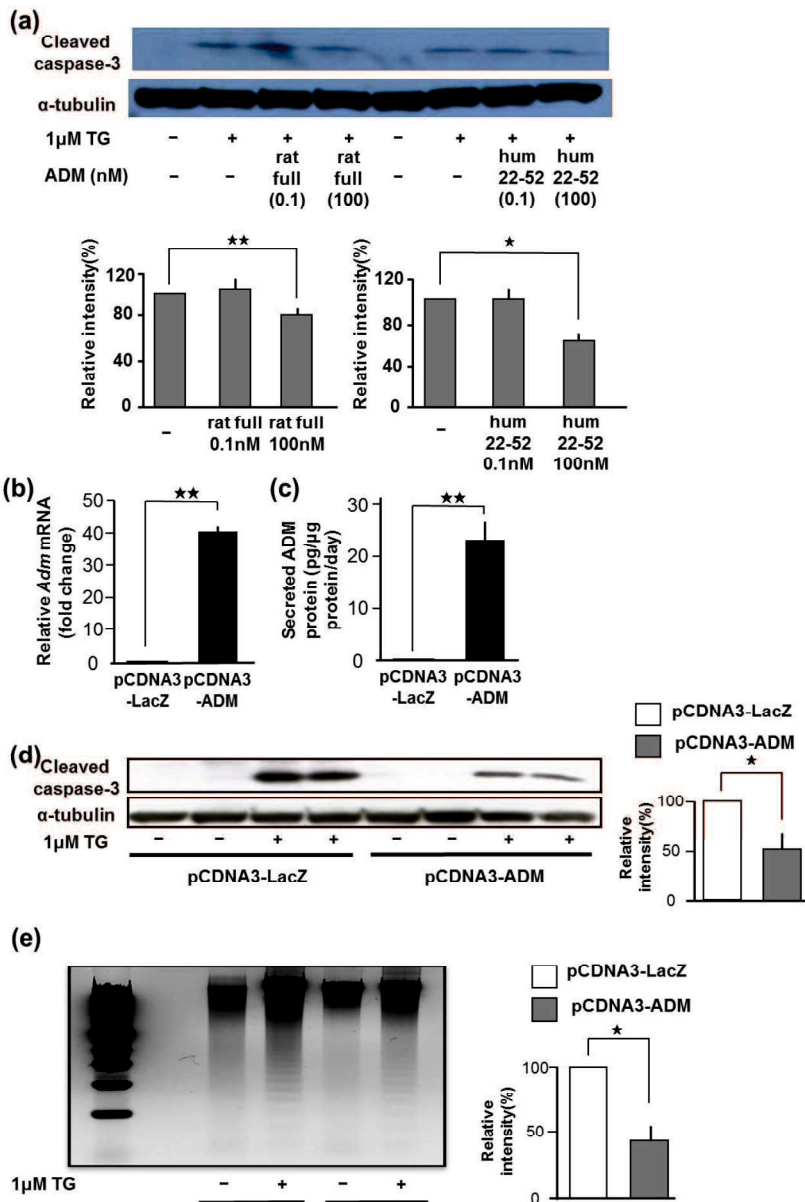 (a)
Cleaved
caspase-3
α-tubulin
1μM TG – + + + – + + +
ADM (nM) – – rat full (0.1) rat full (100) – – hum 22-52 (0.1) hum 22-52 (100)
Relative intensity(%)
120
80
40
0
★★
– rat full 0.1nM rat full 100nM
Relative intensity(%)
120
80
40
0
★
– hum 22-52 0.1nM hum 22-52 100nM
(b)
Relative Adm mRNA
(fold change)
50
40
30
20
10
0
★★
pCDNA3
-LacZ
pCDNA3
-ADM
(c)
Secreted ADM
protein (pg/μg
protein/day)
30
20
10
0
★★
pCDNA3
-LacZ
pCDNA3
-ADM
(d)
Cleaved
caspase-3
α-tubulin
1μM TG – – + + – – + +
pCDNA3-LacZ
pCDNA3-ADM
pCDNA3-LacZ
pCDNA3-ADM
Relative
intensity(%)
100
50
0
★
(e)
1μM TG – + – +
pCDNA3-LacZ
pCDNA3-ADM
Relative
intensity(%)
100
50
0
★